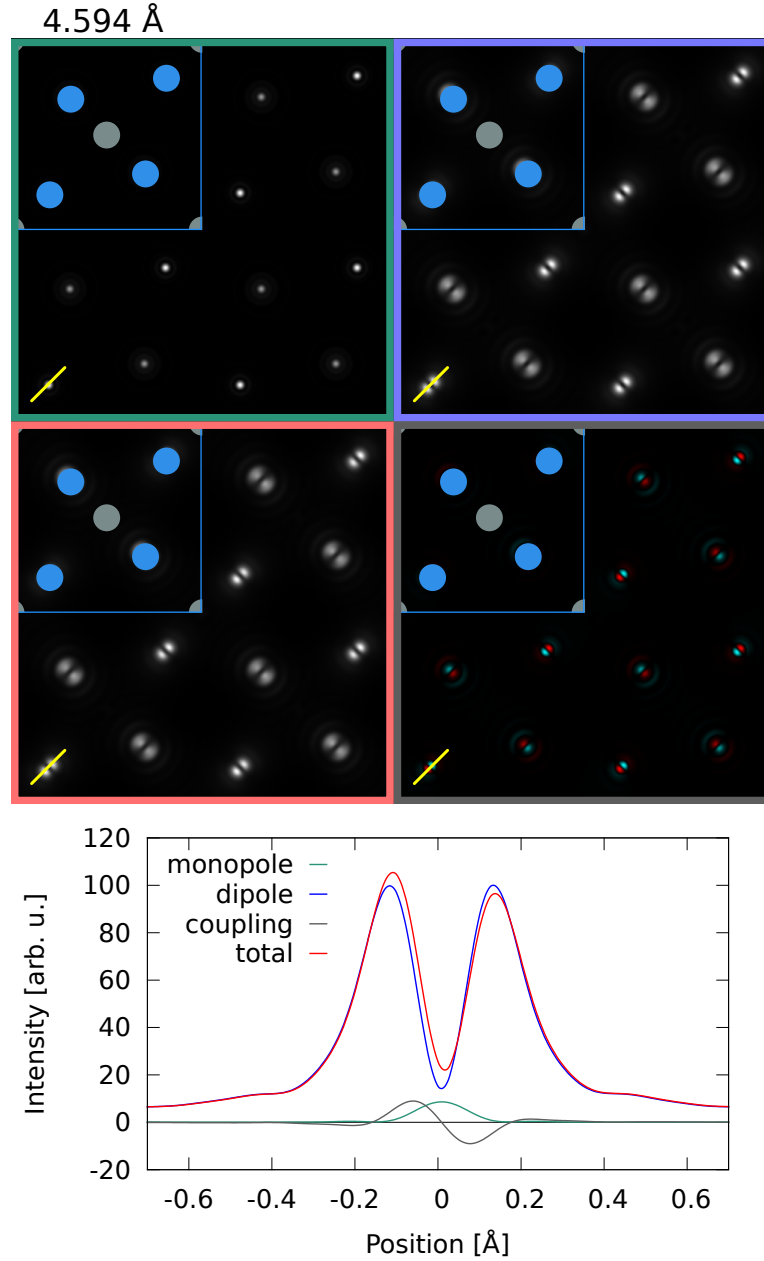 4.594 Å
120
100
80
60
40
20
0
-20
Intensity [arb. u.]
monopole
dipole
coupling
total
-0.6 -0.4 -0.2 0 0.2 0.4 0.6
Position [Å]